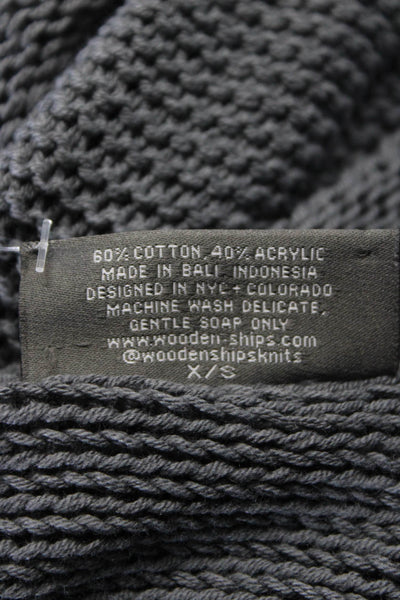 60% COTTON, 40% ACRYLIC
MADE IN BALI, INDONESIA
DESIGNED IN NYC + COLORADO
MACHINE WASH DELICATE,
GENTLE SOAP ONLY
www.wooden-ships.com
@woodenshipsknits
X/S